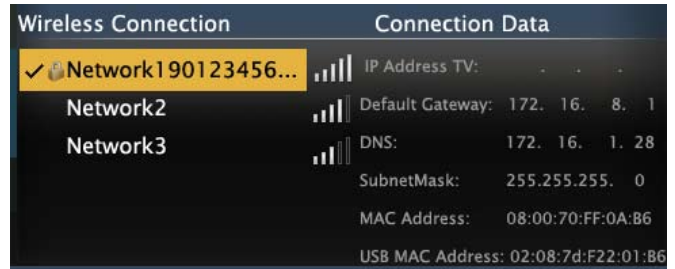 Wireless Connection
Connection Data
Network190123456...
Network2
Network3
IP Address TV: . . .
Default Gateway: 172. 16. 8. 1
DNS: 172. 16. 1. 28
SubnetMask: 255.255.255. 0
MAC Address: 08:00:70:FF:0A:B6
USB MAC Address: 02:08:7d:F22:01:B6